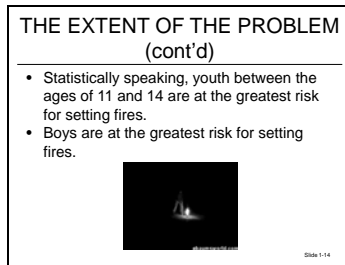 THE EXTENT OF THE PROBLEM
(cont'd)
• Statistically speaking, youth between the
ages of 11 and 14 are at the greatest risk
for setting fires.
• Boys are at the greatest risk for setting
fires.
Slide 1-14